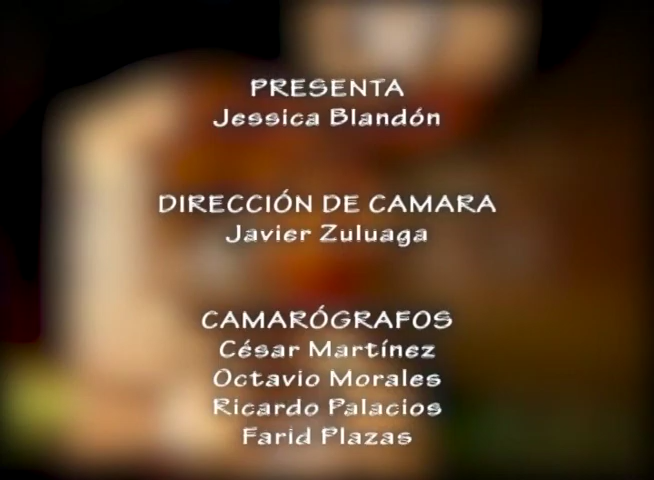 PRESENTA
Jessica Blandón
DIRECCIÓN DE CAMARA
Javier Zuluaga
CAMARÓGRAFOS
César Martínez
Octavio Morales
Ricardo Palacios
Farid Plazas